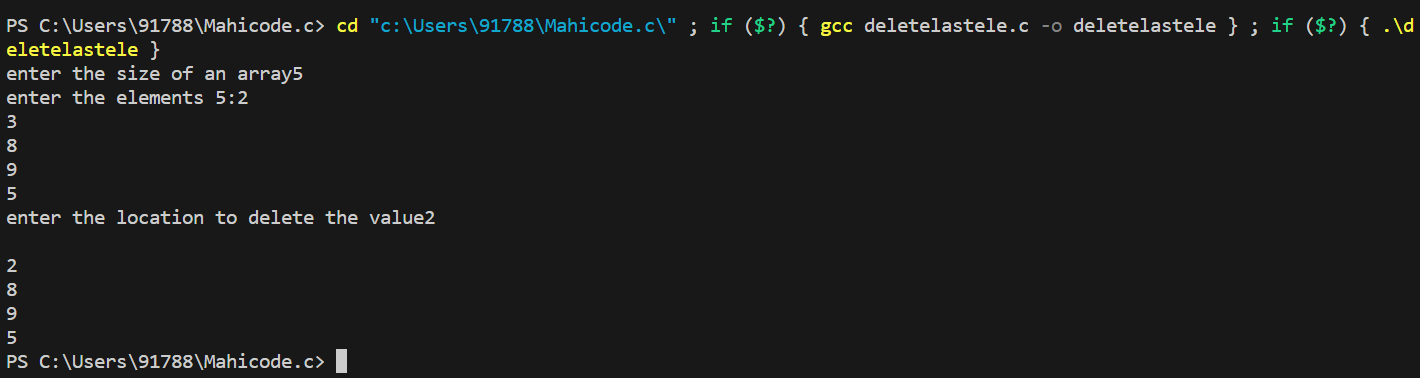 PS C:\Users\91788\Mahicode.c> cd "c:\Users\91788\Mahicode.c\" ; if ($?) { gcc deletelastele.c -o deletelastele } ; if ($?) { .\d
eletelastele }
enter the size of an array5
enter the elements 5:2
3
8
9
5
enter the location to delete the value2

2
8
9
5
PS C:\Users\91788\Mahicode.c>